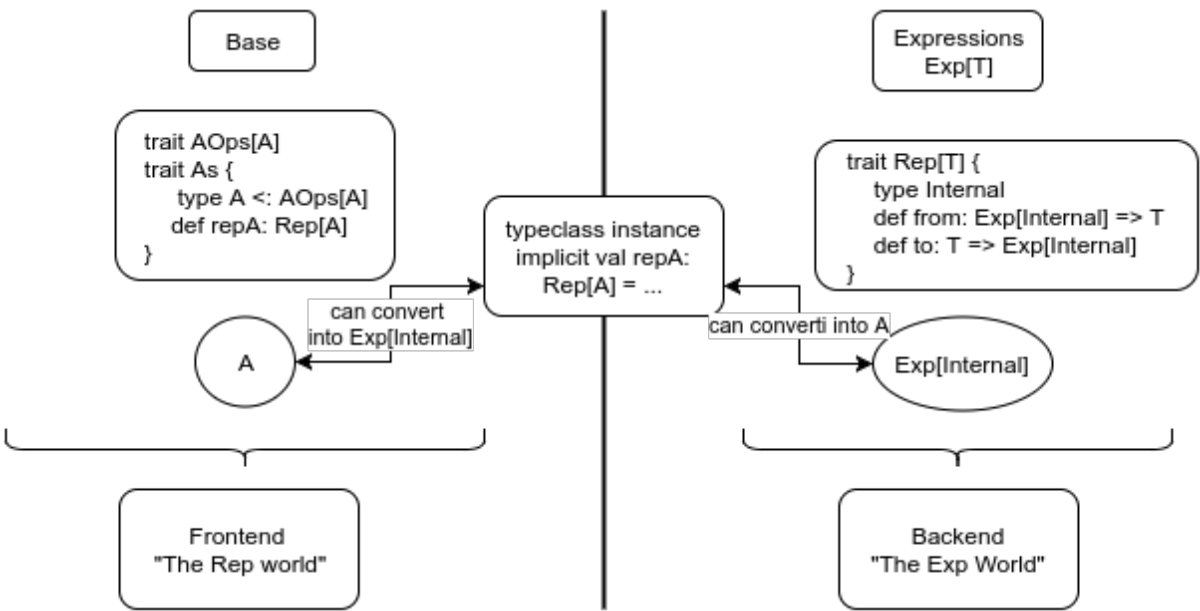 Base
trait AOps[A]
trait As {
type A <: AOps[A]
def repA: Rep[A]
}
can convert
into Exp[Internal]
A
Frontend
"The Rep world"
typeclass instance
implicit val repA:
Rep[A] = ...
Expressions
Exp[T]
trait Rep[T] {
type Internal
def from: Exp[Internal] => T
def to: T => Exp[Internal]
}
can converti into A
Exp[Internal]
Backend
"The Exp World"